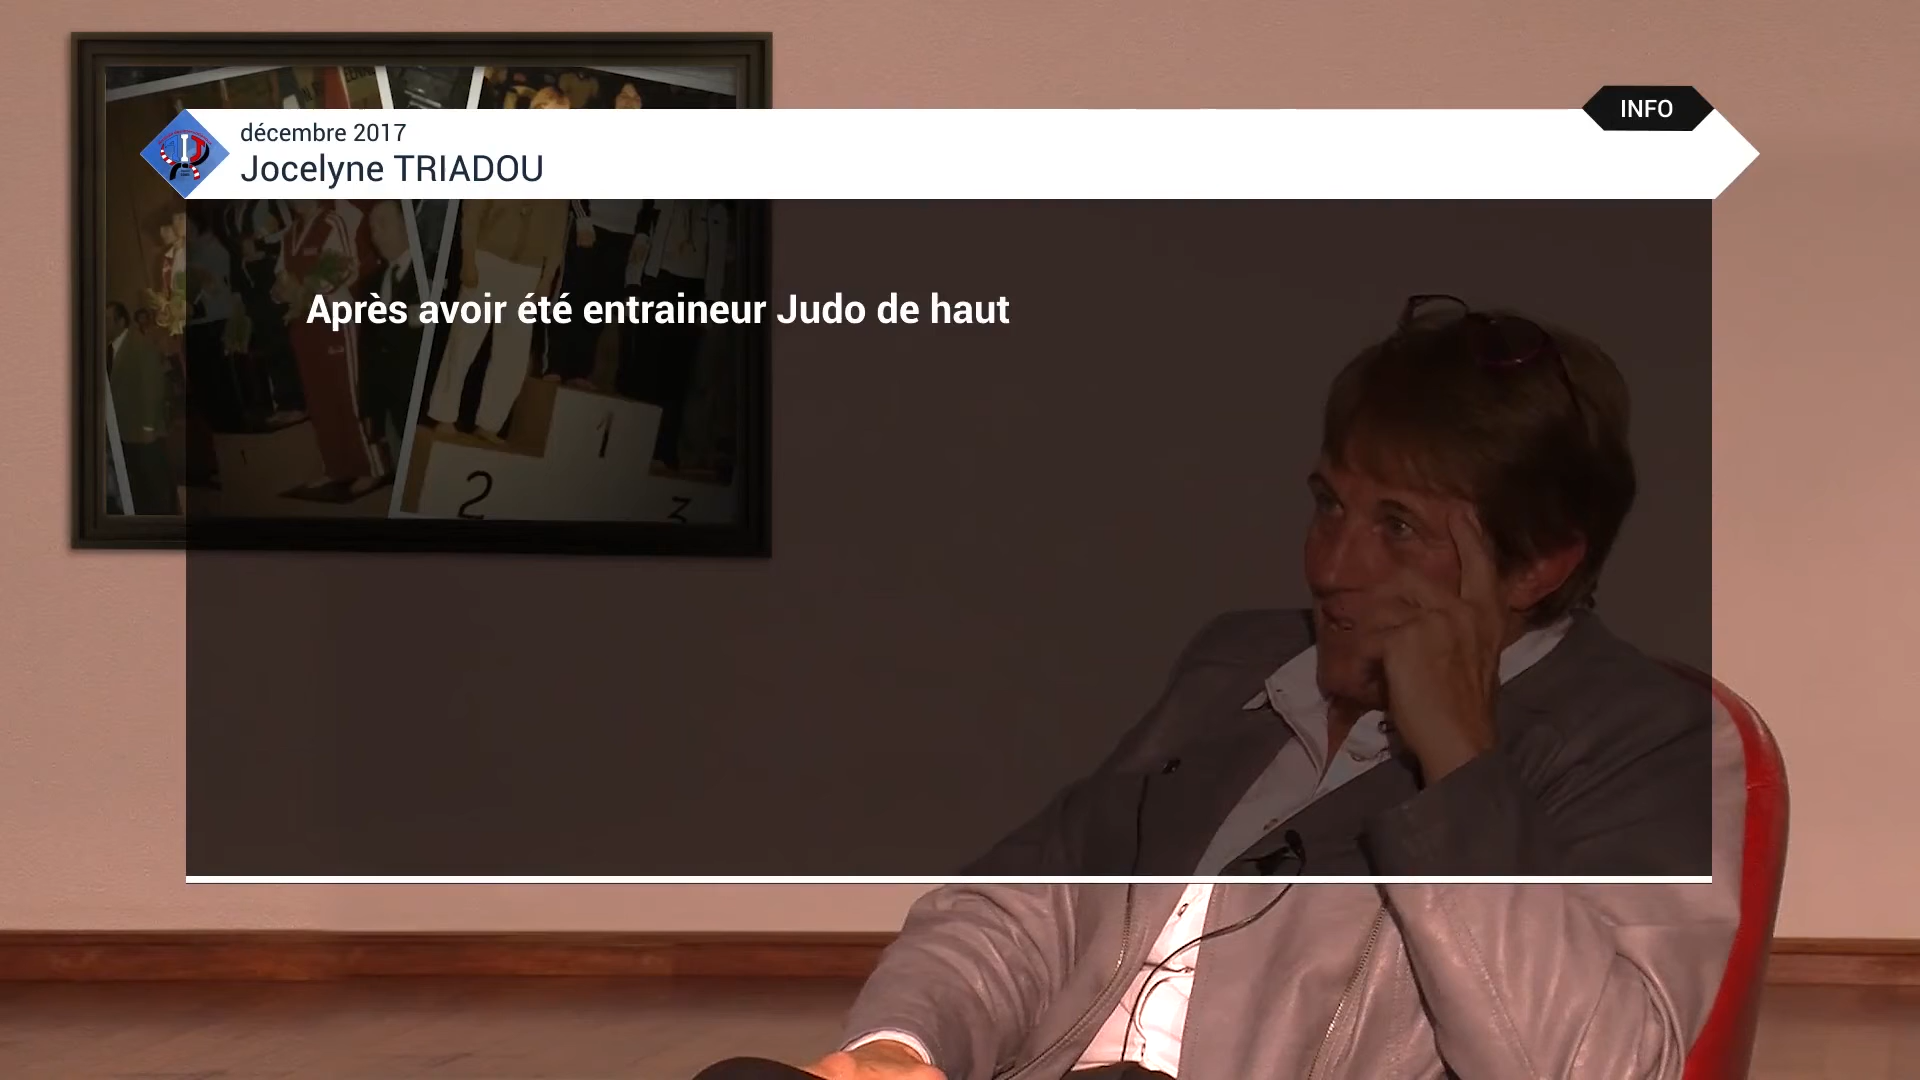 INFO
décembre 2017
Jocelyne TRIADOU
Après avoir été entraineur Judo de haut
1
2
3